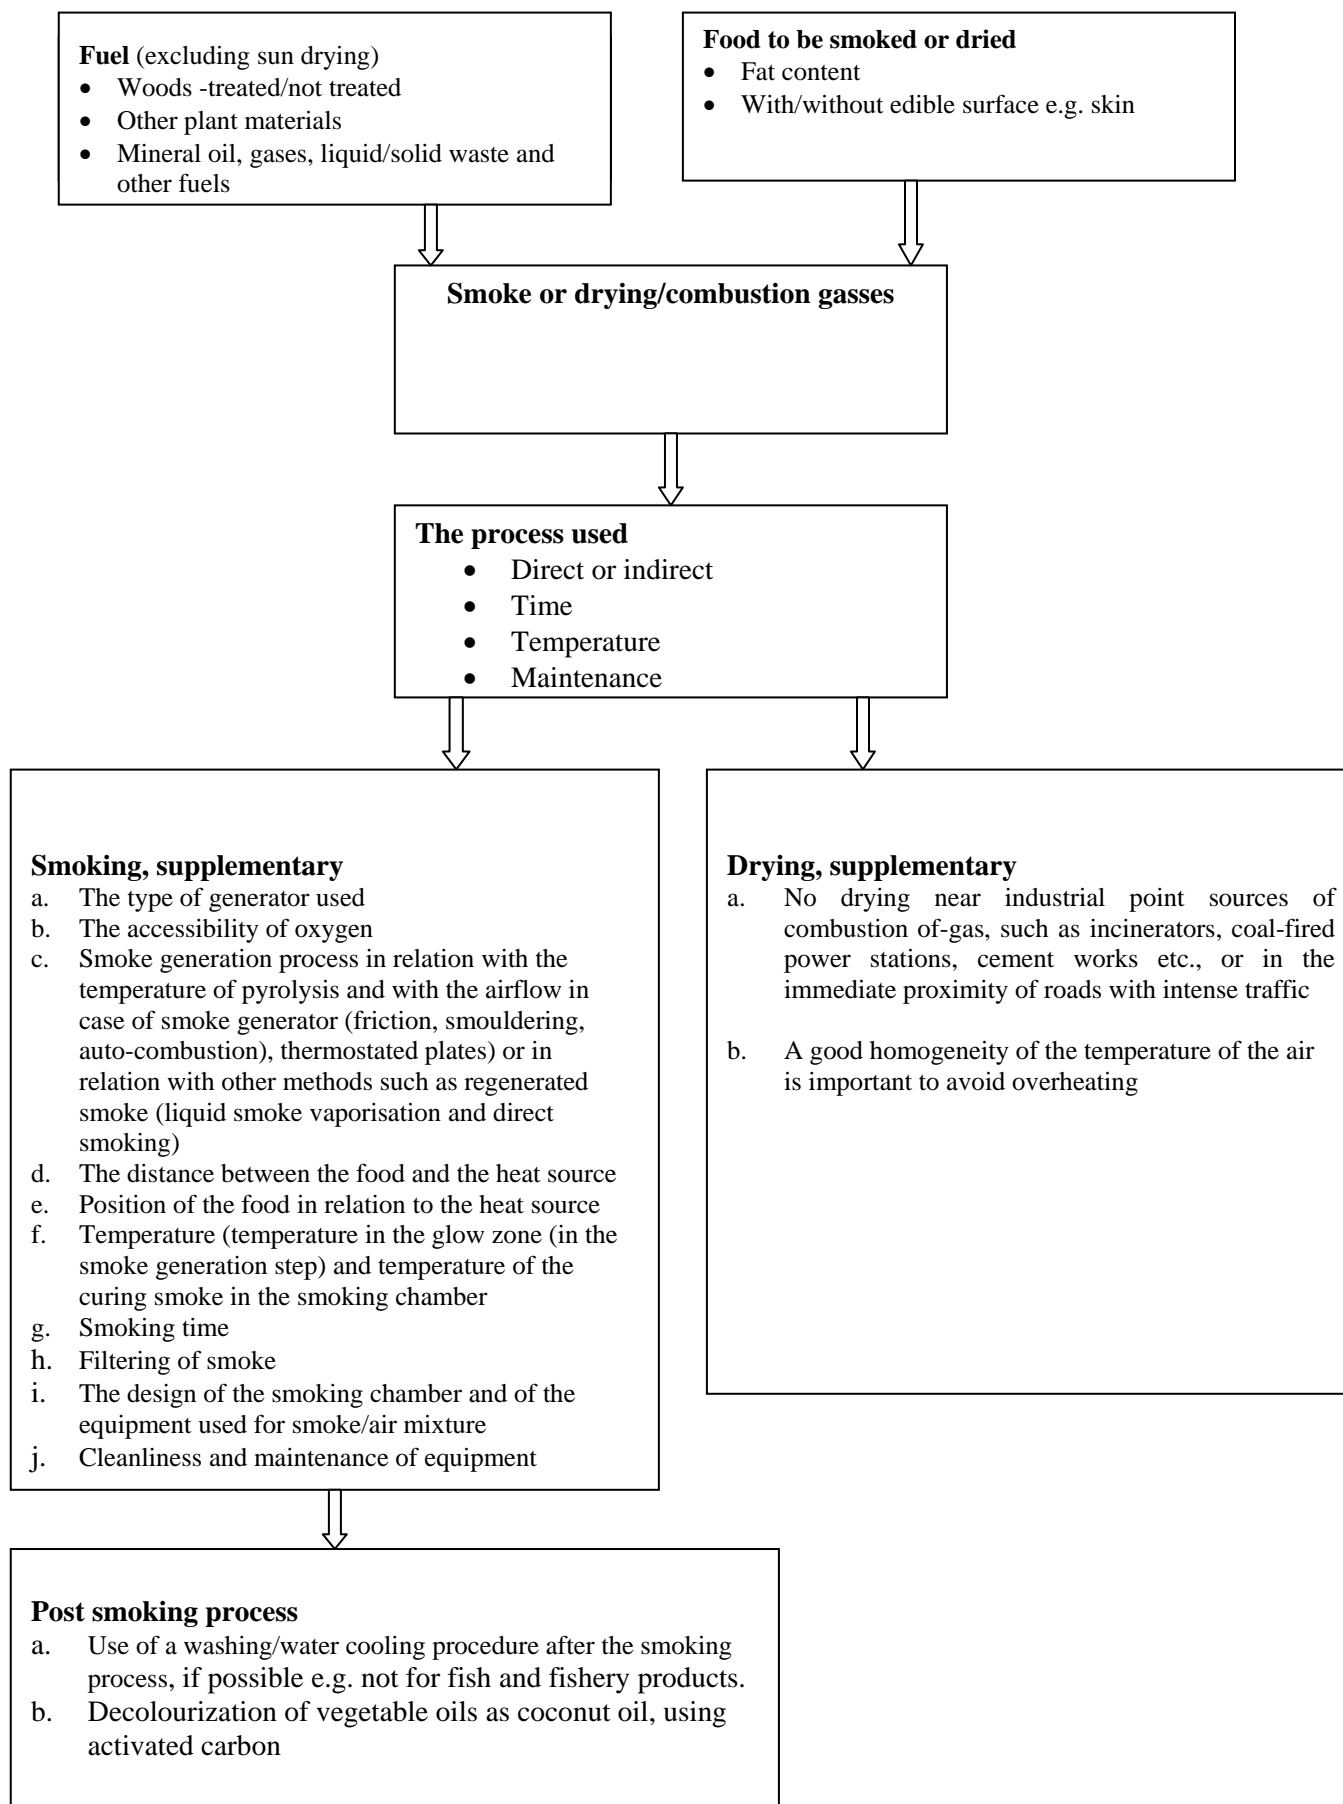 Fuel (excluding sun drying)
• Woods -treated/not treated
• Other plant materials
• Mineral oil, gases, liquid/solid waste and
other fuels
Food to be smoked or dried
• Fat content
• With/without edible surface e.g. skin
Smoke or drying/combustion gasses
The process used
• Direct or indirect
• Time
• Temperature
• Maintenance
Smoking, supplementary
a. The type of generator used
b. The accessibility of oxygen
c. Smoke generation process in relation with the
temperature of pyrolysis and with the airflow in
case of smoke generator (friction, smouldering,
auto-combustion), thermostated plates) or in
relation with other methods such as regenerated
smoke (liquid smoke vaporisation and direct
smoking)
d. The distance between the food and the heat source
e. Position of the food in relation to the heat source
f. Temperature (temperature in the glow zone (in the
smoke generation step) and temperature of the
curing smoke in the smoking chamber
g. Smoking time
h. Filtering of smoke
i. The design of the smoking chamber and of the
equipment used for smoke/air mixture
j. Cleanliness and maintenance of equipment
Drying, supplementary
a. No drying near industrial point sources of
combustion of-gas, such as incinerators, coal-fired
power stations, cement works etc., or in the
immediate proximity of roads with intense traffic
b. A good homogeneity of the temperature of the air
is important to avoid overheating
Post smoking process
a. Use of a washing/water cooling procedure after the smoking
process, if possible e.g. not for fish and fishery products.
b. Decolourization of vegetable oils as coconut oil, using
activated carbon